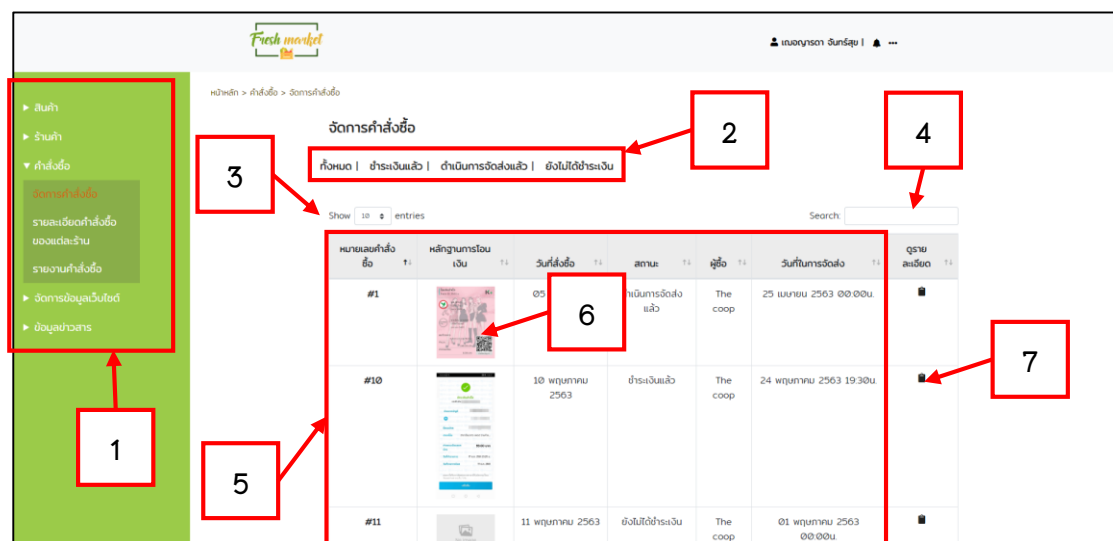 Fresh market
เฌอญารดา จันทร์สุข |
หน้าหลัก > คำสั่งซื้อ > จัดการคำสั่งซื้อ
สินค้า
ร้านค้า
คำสั่งซื้อ
จัดการคำสั่งซื้อ
รายละเอียดคำสั่งซื้อ
ของแต่ละร้าน
รายงานคำสั่งซื้อ
จัดการข้อมูลเว็บไซต์
ข้อมูลข่าวสาร
1
จัดการคำสั่งซื้อ
2
ทั้งหมด | ชำระเงินแล้ว | ดำเนินการจัดส่งแล้ว | ยังไม่ได้ชำระเงิน
3
4
Show 10 entries
Search:
หมายเลขคำสั่ง
ซื้อ
หลักฐานการโอน
เงิน
วันที่สั่งซื้อ
สถานะ
ผู้ซื้อ
วันที่ในการจัดส่ง
ดูราย
ละเอียด
#1
05
ดำเนินการจัดส่ง
แล้ว
The
coop
25 เมษายน 2563 00:00น.
6
7
#10
10 พฤษภาคม
2563
ชำระเงินแล้ว
The
coop
24 พฤษภาคม 2563 19:30น.
5
#11
11 พฤษภาคม 2563
ยังไม่ได้ชำระเงิน
The
coop
01 พฤษภาคม 2563
00:00น.